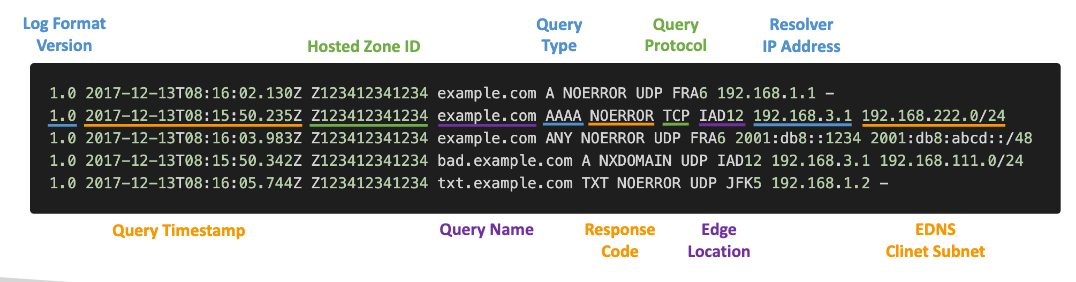 Log Format Version
Hosted Zone ID
Query Type
Query Protocol
Resolver IP Address
1.0 2017-12-13T08:16:02.130Z Z123412341234 example.com A NOERROR UDP FRA6 192.168.1.1 –
1.0 2017-12-13T08:15:50.235Z Z123412341234 example.com AAAA NOERROR TCP IAD12 192.168.3.1 192.168.222.0/24
1.0 2017-12-13T08:16:03.983Z Z123412341234 example.com ANY NOERROR UDP FRA6 2001:db8::1234 2001:db8:abcd::/48
1.0 2017-12-13T08:15:50.342Z Z123412341234 bad.example.com A NXDOMAIN UDP IAD12 192.168.3.1 192.168.111.0/24
1.0 2017-12-13T08:16:05.744Z Z123412341234 txt.example.com TXT NOERROR UDP JFK5 192.168.1.2 –
Query Timestamp
Query Name
Response Code
Edge Location
EDNS Clinet Subnet